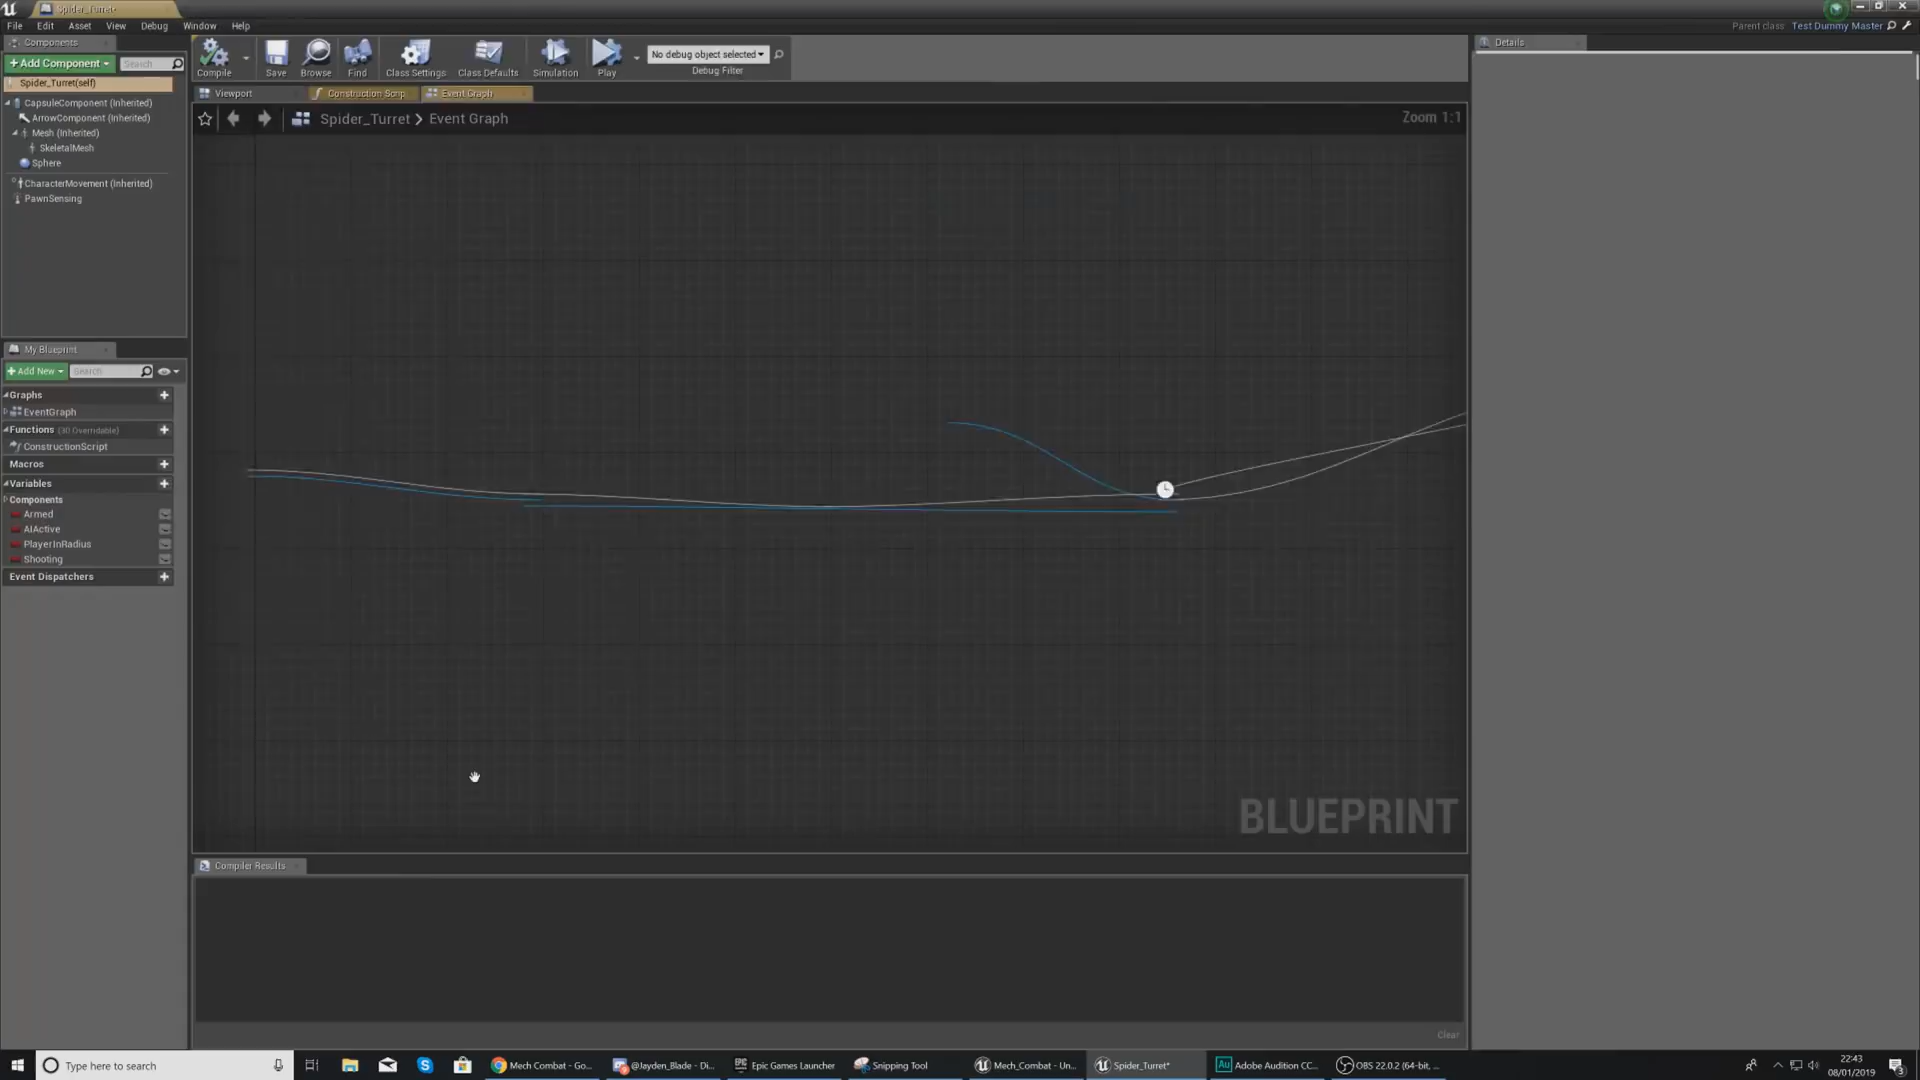 Spider_Turret*
File Edit Asset View Debug Window Help
Parent class: Test Dummy Master
Components
Details
+ Add Component
Search
Compile
Save
Browse
Find
Class Settings
Class Defaults
Simulation
Play
No debug object selected
Debug Filter
Spider_Turret(self)
Viewport
Construction Scrip
Event Graph
CapsuleComponent (Inherited)
ArrowComponent (Inherited)
Mesh (Inherited)
SkeletalMesh
Sphere
CharacterMovement (Inherited)
PawnSensing
Spider_Turret > Event Graph
Zoom 1:1
My Blueprint
+ Add New
Search
Graphs
EventGraph
Functions (30 Overridable)
ConstructionScript
Macros
Variables
Components
Armed
AIActive
PlayerInRadius
Shooting
Event Dispatchers
BLUEPRINT
Compiler Results
Clear
Type here to search
Mech Combat - Go...
@Jayden_Blade - Di...
Epic Games Launcher
Snipping Tool
Mech_Combat - Un...
Spider_Turret*
Adobe Audition CC...
OBS 22.0.2 (64-bit, ...
22:43
08/01/2019